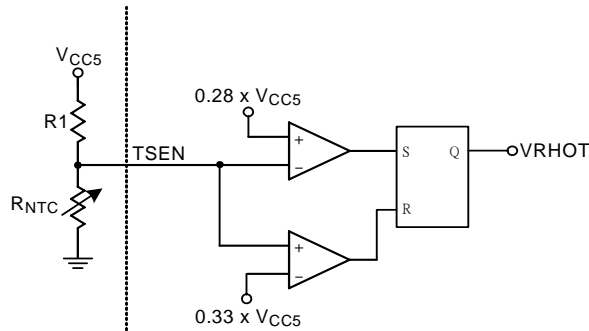 VCC5
R1
RNTC
TSEN
0.28 x VCC5
+
−
+
−
0.33 x VCC5
S
Q
R
VRHOT